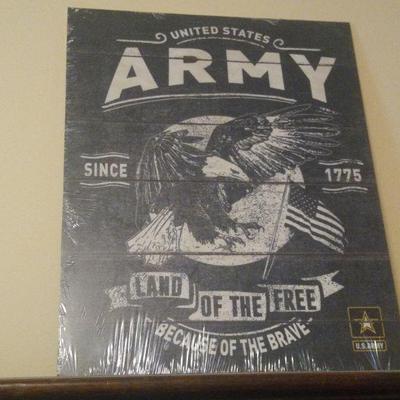 UNITED STATES
ARMY
SINCE 1775
LAND OF THE FREE
BECAUSE OF THE BRAVE
U.S. ARMY